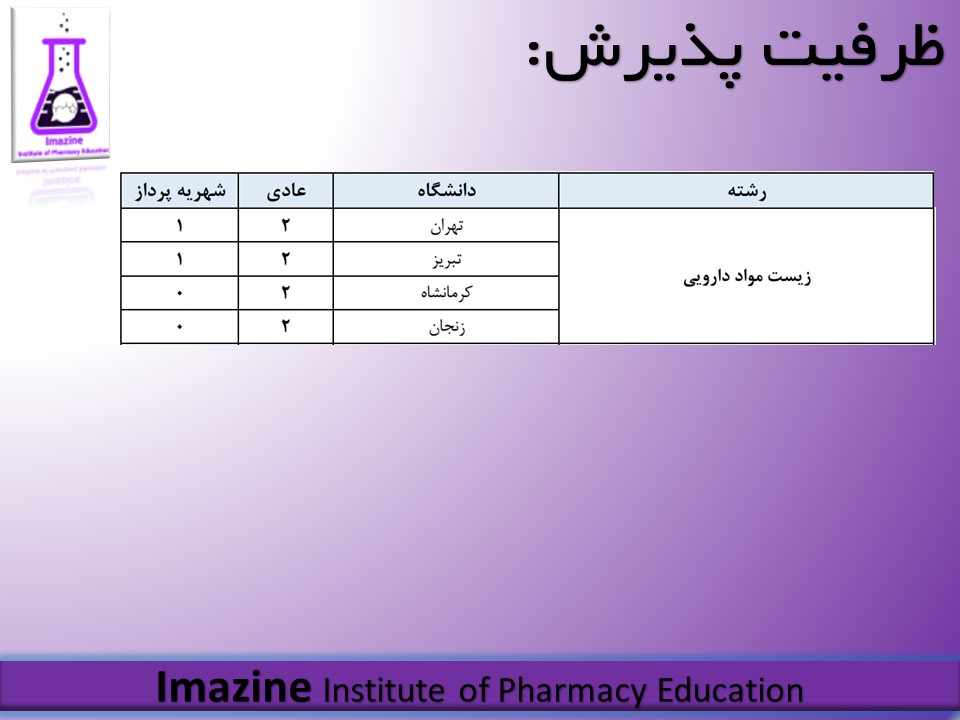 ظرفیت پذیرش:
Imazine
Institute of Pharmacy Education
رشته دانشگاه عادی شهریه پرداز
زیست مواد دارویی
تهران ۲ ۱
تبریز ۲ ۱
کرمانشاه ۲ ۰
زنجان ۲ ۰
Imazine Institute of Pharmacy Education